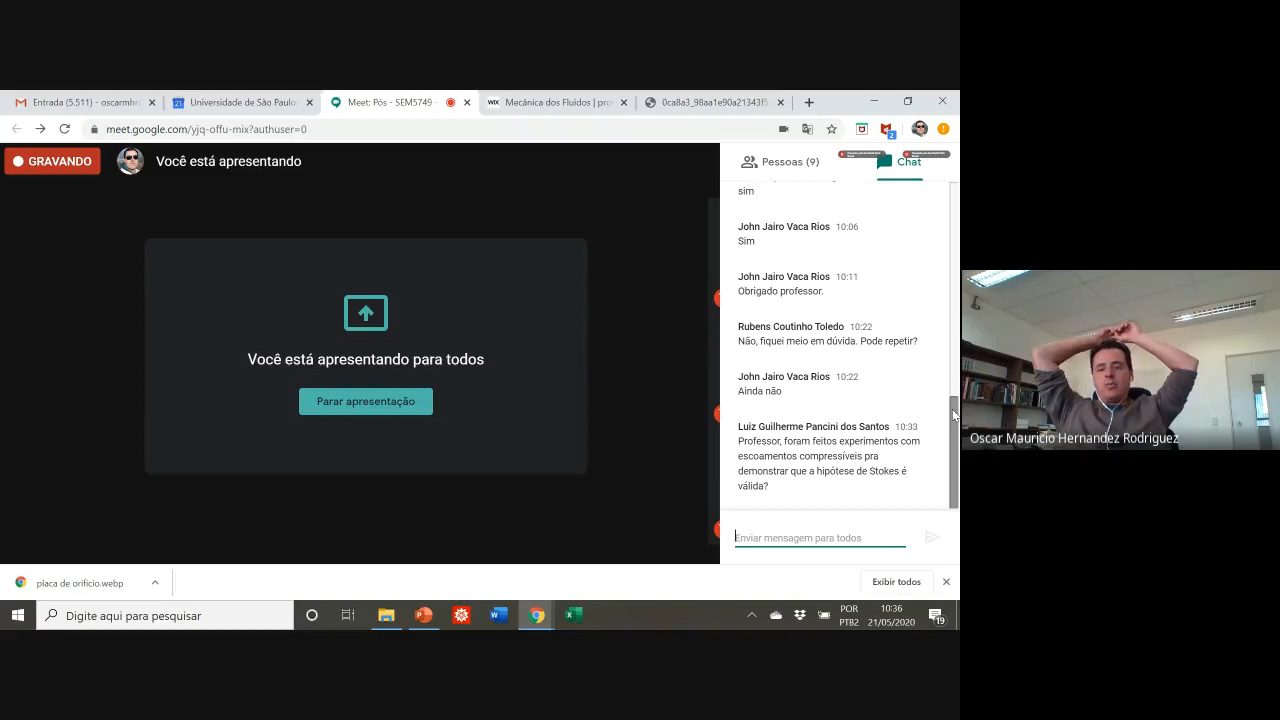 Entrada (5.511) - oscarmhr
Universidade de São Paulo
Meet: Pós - SEM5749 -
WIX
Mecânica dos Fluidos | pro
0ca8a3_98aa1e90a21343f5
meet.google.com/yjq-offu-mix?authuser=0
GRAVANDO
Você está apresentando
Pessoas (9)
Chat
sim
John Jairo Vaca Rios 10:06
Sim
John Jairo Vaca Rios 10:11
Obrigado professor.
Rubens Coutinho Toledo 10:22
Não, fiquei meio em dúvida. Pode repetir?
John Jairo Vaca Rios 10:22
Ainda não
Luiz Guilherme Pancini dos Santos 10:33
Professor, foram feitos experimentos com
escoamentos compressíveis pra
demonstrar que a hipótese de Stokes é
válida?
Você está apresentando para todos
Parar apresentação
Enviar mensagem para todos
Oscar Mauricio Hernandez Rodriguez
placa de orificio.webp
Exibir todos
Digite aqui para pesquisar
POR
PTB2
10:36
21/05/2020
19